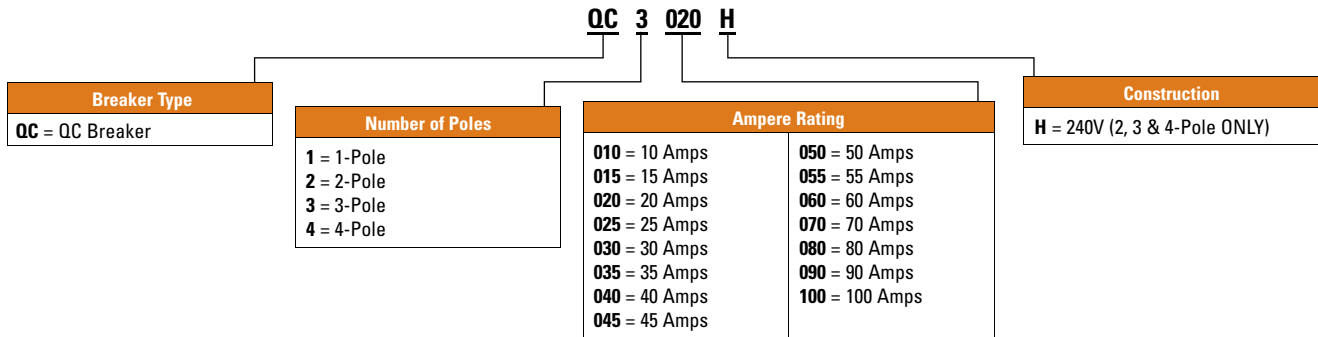 QC 3 020 H
Breaker Type
QC = QC Breaker
Number of Poles
1 = 1-Pole
2 = 2-Pole
3 = 3-Pole
4 = 4-Pole
Ampere Rating
010 = 10 Amps
015 = 15 Amps
020 = 20 Amps
025 = 25 Amps
030 = 30 Amps
035 = 35 Amps
040 = 40 Amps
045 = 45 Amps
050 = 50 Amps
055 = 55 Amps
060 = 60 Amps
070 = 70 Amps
080 = 80 Amps
090 = 90 Amps
100 = 100 Amps
Construction
H = 240V (2, 3 & 4-Pole ONLY)